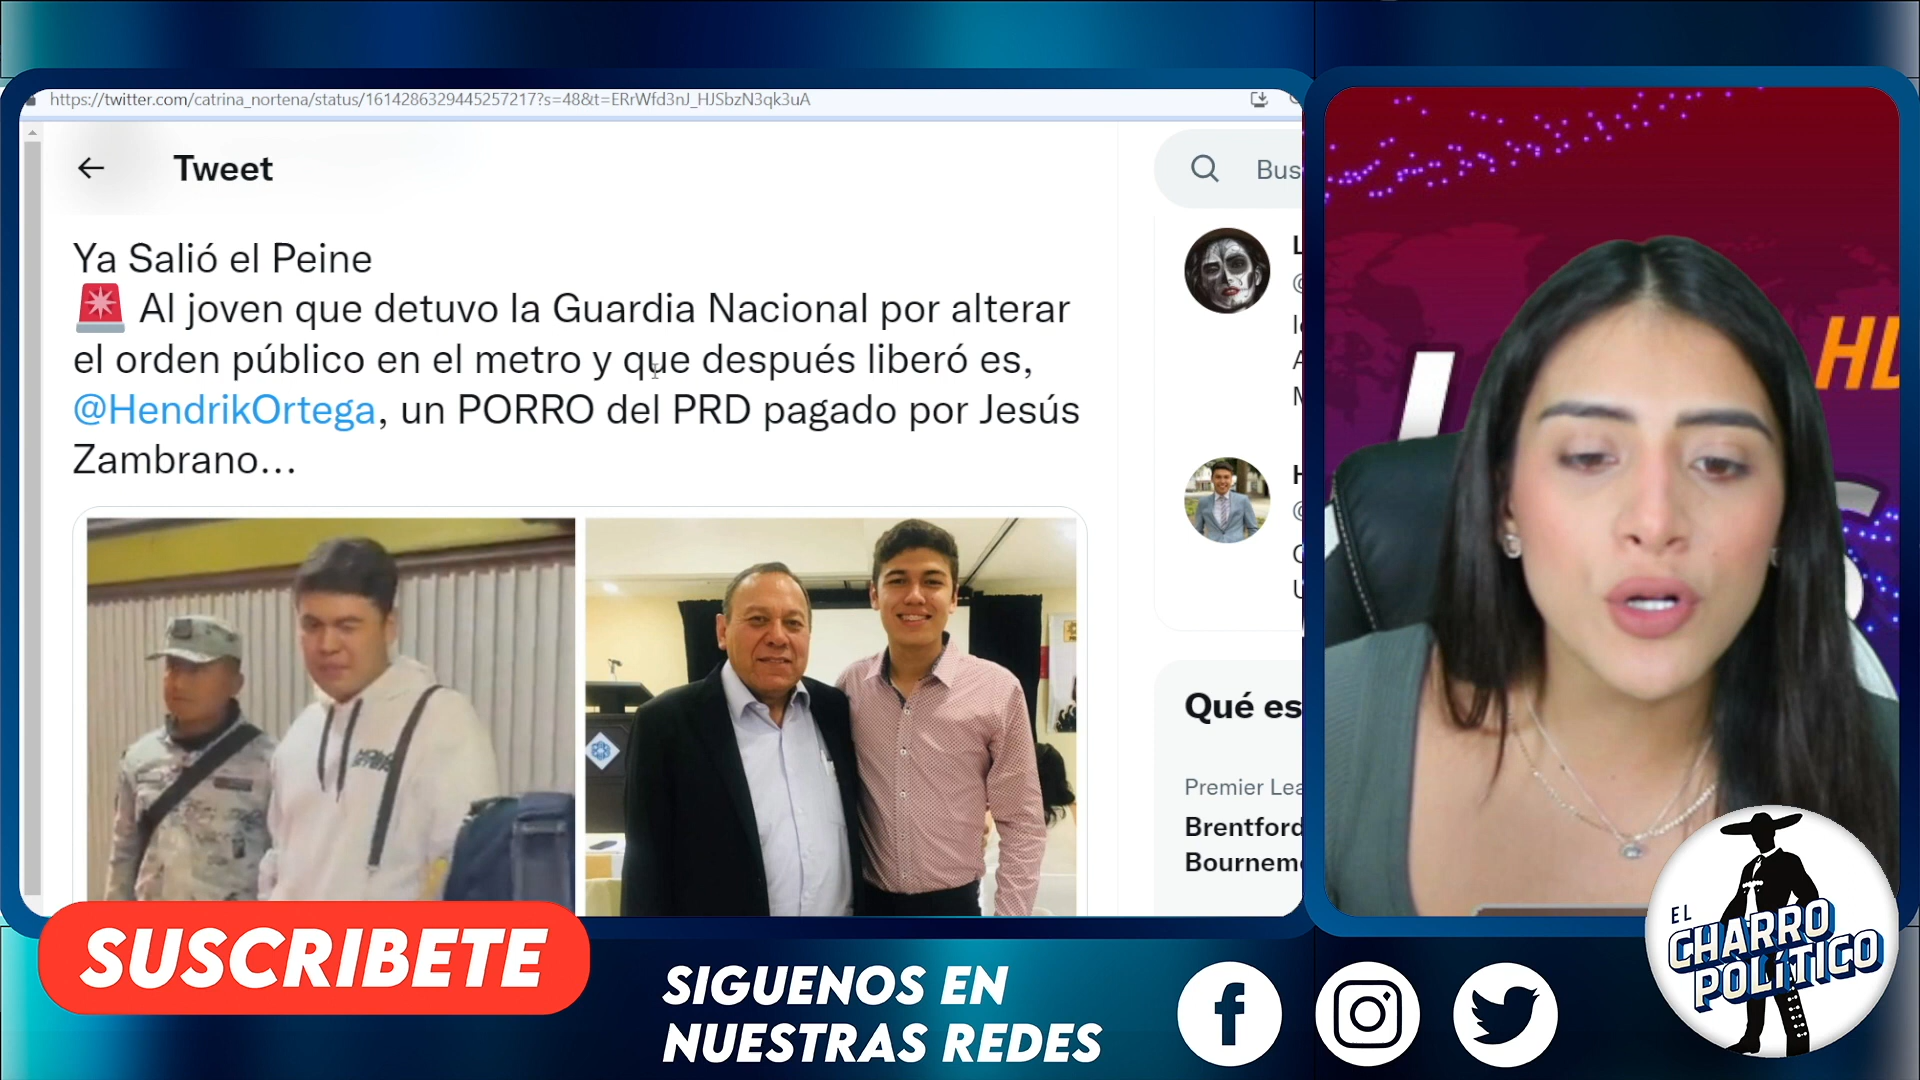 https://twitter.com/catrina_nortena/status/1614286329445257217?s=48&t=ERrWfd3nJ_HJSbzN3qk3uA
Tweet
Bus
Ya Salió el Peine
🚨 Al joven que detuvo la Guardia Nacional por alterar
el orden público en el metro y que después liberó es,
@HendrikOrtega, un PORRO del PRD pagado por Jesús
Zambrano...
Qué es
Premier Lea
Brentford
Bournem
SUSCRIBETE
SIGUENOS EN
NUESTRAS REDES
EL
CHARRO
POLÍTICO